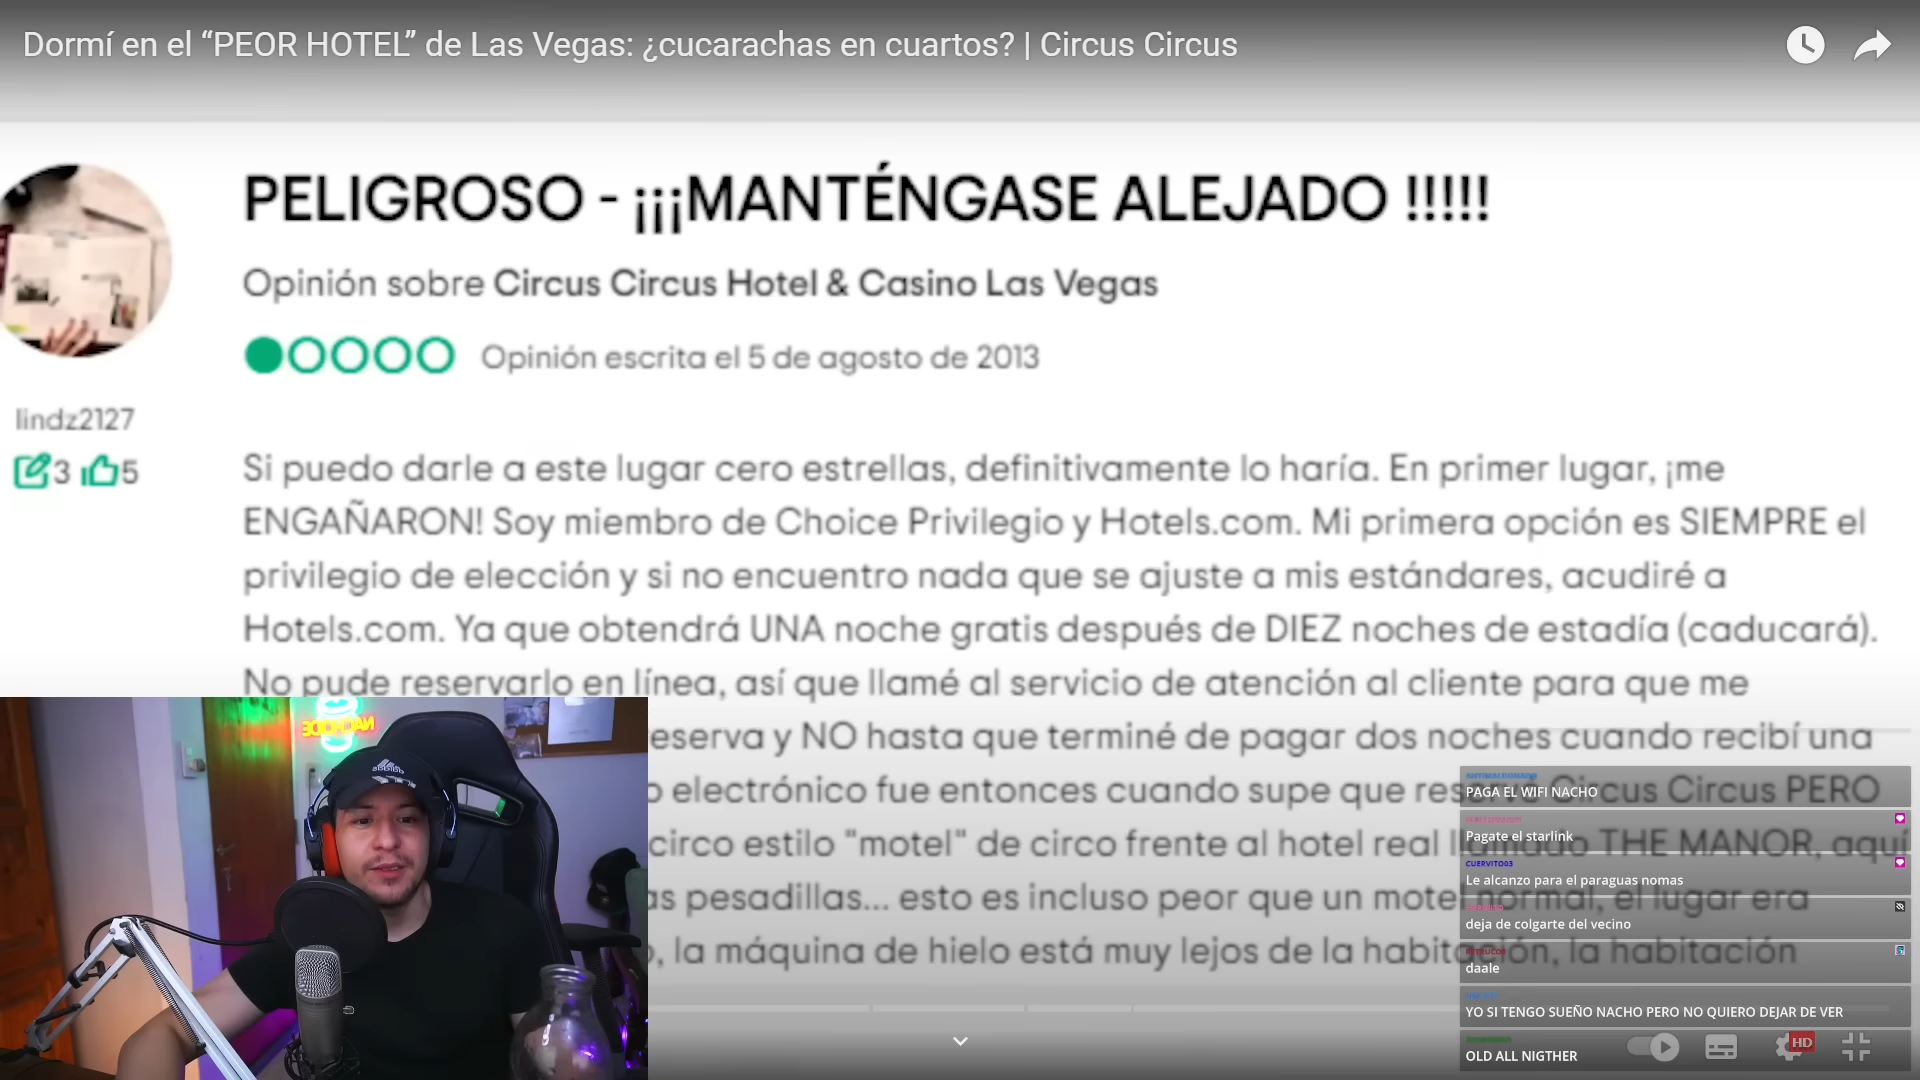 Dormí en el “PEOR HOTEL” de Las Vegas: ¿cucarachas en cuartos? | Circus Circus
PELIGROSO - ¡¡¡MANTÉNGASE ALEJADO !!!!!
Opinión sobre Circus Circus Hotel & Casino Las Vegas
Opinión escrita el 5 de agosto de 2013
lindz2127
3 5
Si puedo darle a este lugar cero estrellas, definitivamente lo haría. En primer lugar, ¡me
ENGAÑARON! Soy miembro de Choice Privilegio y Hotels.com. Mi primera opción es SIEMPRE el
privilegio de elección y si no encuentro nada que se ajuste a mis estándares, acudiré a
Hotels.com. Ya que obtendrá UNA noche gratis después de DIEZ noches de estadía (caducará).
No pude reservarlo en línea, así que llamé al servicio de atención al cliente para que me
eserva y NO hasta que terminé de pagar dos noches cuando recibí una
o electrónico fue entonces cuando supe que reservé Circus Circus PERO
circo estilo "motel" de circo frente al hotel real llamado THE MANOR, aquí
as pesadillas... esto es incluso peor que un motel normal, el lugar era
o, la máquina de hielo está muy lejos de la habitación, la habitación
adidas
PAGA EL WIFI NACHO
Pagate el starlink
CUERVITO03
Le alcanzo para el paraguas nomas
deja de colgarte del vecino
daale
YO SI TENGO SUEÑO NACHO PERO NO QUIERO DEJAR DE VER
OLD ALL NIGTHER
HD